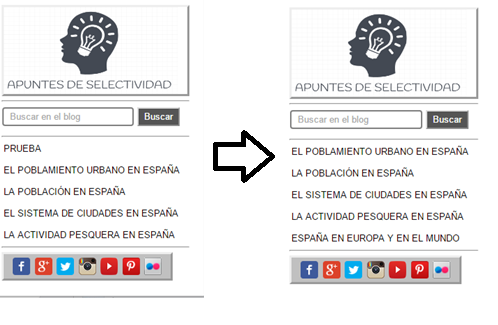 APUNTES DE SELECTIVIDAD
Buscar en el blog
Buscar
PRUEBA
EL POBLAMIENTO URBANO EN ESPAÑA
LA POBLACIÓN EN ESPAÑA
EL SISTEMA DE CIUDADES EN ESPAÑA
LA ACTIVIDAD PESQUERA EN ESPAÑA
APUNTES DE SELECTIVIDAD
Buscar en el blog
Buscar
EL POBLAMIENTO URBANO EN ESPAÑA
LA POBLACIÓN EN ESPAÑA
EL SISTEMA DE CIUDADES EN ESPAÑA
LA ACTIVIDAD PESQUERA EN ESPAÑA
ESPAÑA EN EUROPA Y EN EL MUNDO